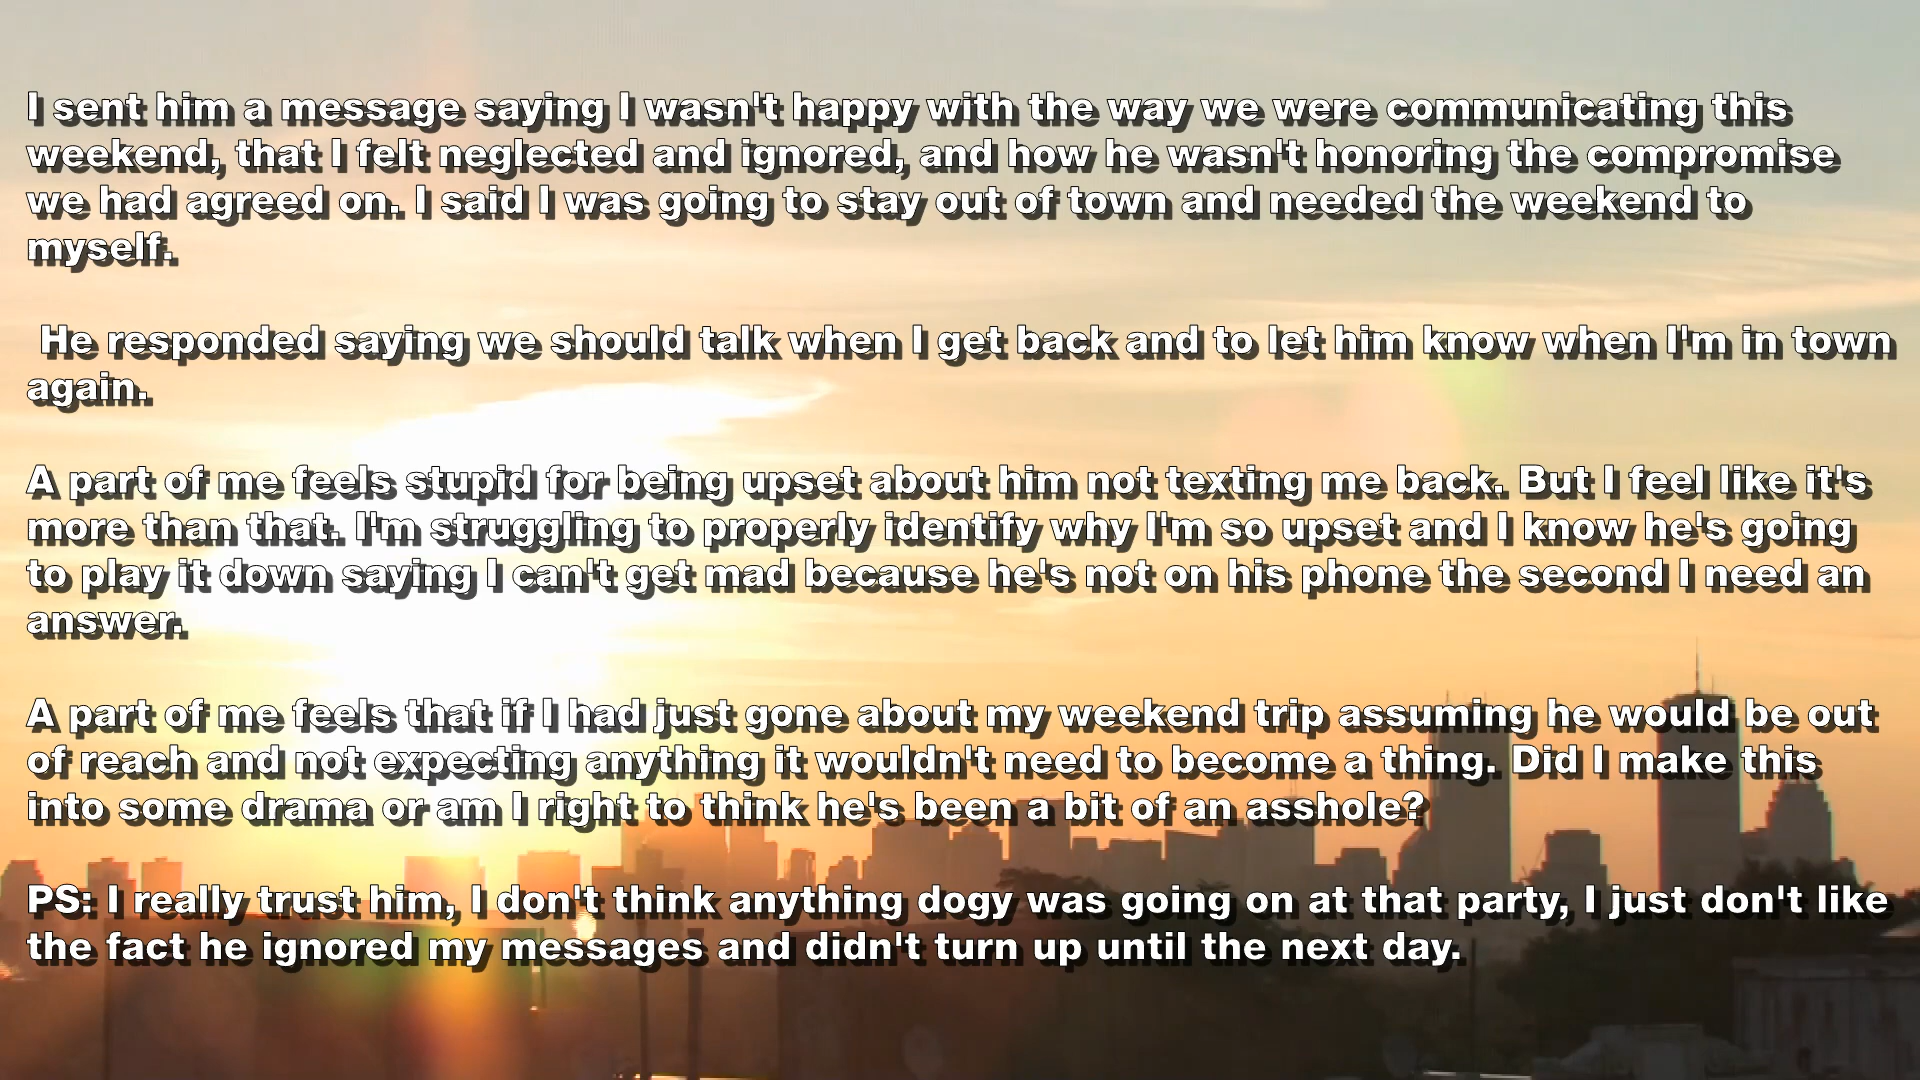 I sent him a message saying I wasn't happy with the way we were communicating this
weekend, that I felt neglected and ignored, and how he wasn't honoring the compromise
we had agreed on. I said I was going to stay out of town and needed the weekend to
myself.
He responded saying we should talk when I get back and to let him know when I'm in town
again.
A part of me feels stupid for being upset about him not texting me back. But I feel like it's
more than that. I'm struggling to properly identify why I'm so upset and I know he's going
to play it down saying I can't get mad because he's not on his phone the second I need an
answer.
A part of me feels that if I had just gone about my weekend trip assuming he would be out
of reach and not expecting anything it wouldn't need to become a thing. Did I make this
into some drama or am I right to think he's been a bit of an asshole?
PS: I really trust him, I don't think anything dogy was going on at that party, I just don't like
the fact he ignored my messages and didn't turn up until the next day.